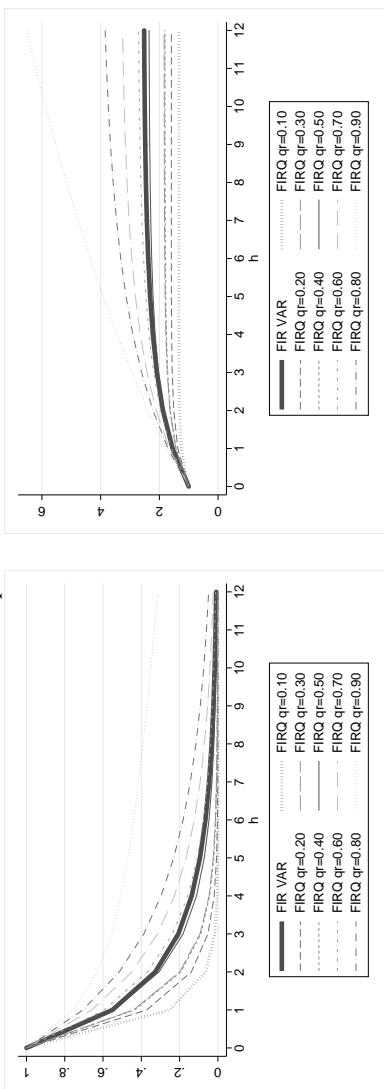 1
.8
.6
.4
.2
0
0 1 2 3 4 5 6 7 8 9 10 11 12
h
FIR VAR FIRQ qr=0.10
FIRQ qr=0.20 FIRQ qr=0.30
FIRQ qr=0.40 FIRQ qr=0.50
FIRQ qr=0.60 FIRQ qr=0.70
FIRQ qr=0.80 FIRQ qr=0.90
6
4
2
0
0 1 2 3 4 5 6 7 8 9 10 11 12
h
FIR VAR FIRQ qr=0.10
FIRQ qr=0.20 FIRQ qr=0.30
FIRQ qr=0.40 FIRQ qr=0.50
FIRQ qr=0.60 FIRQ qr=0.70
FIRQ qr=0.80 FIRQ qr=0.90